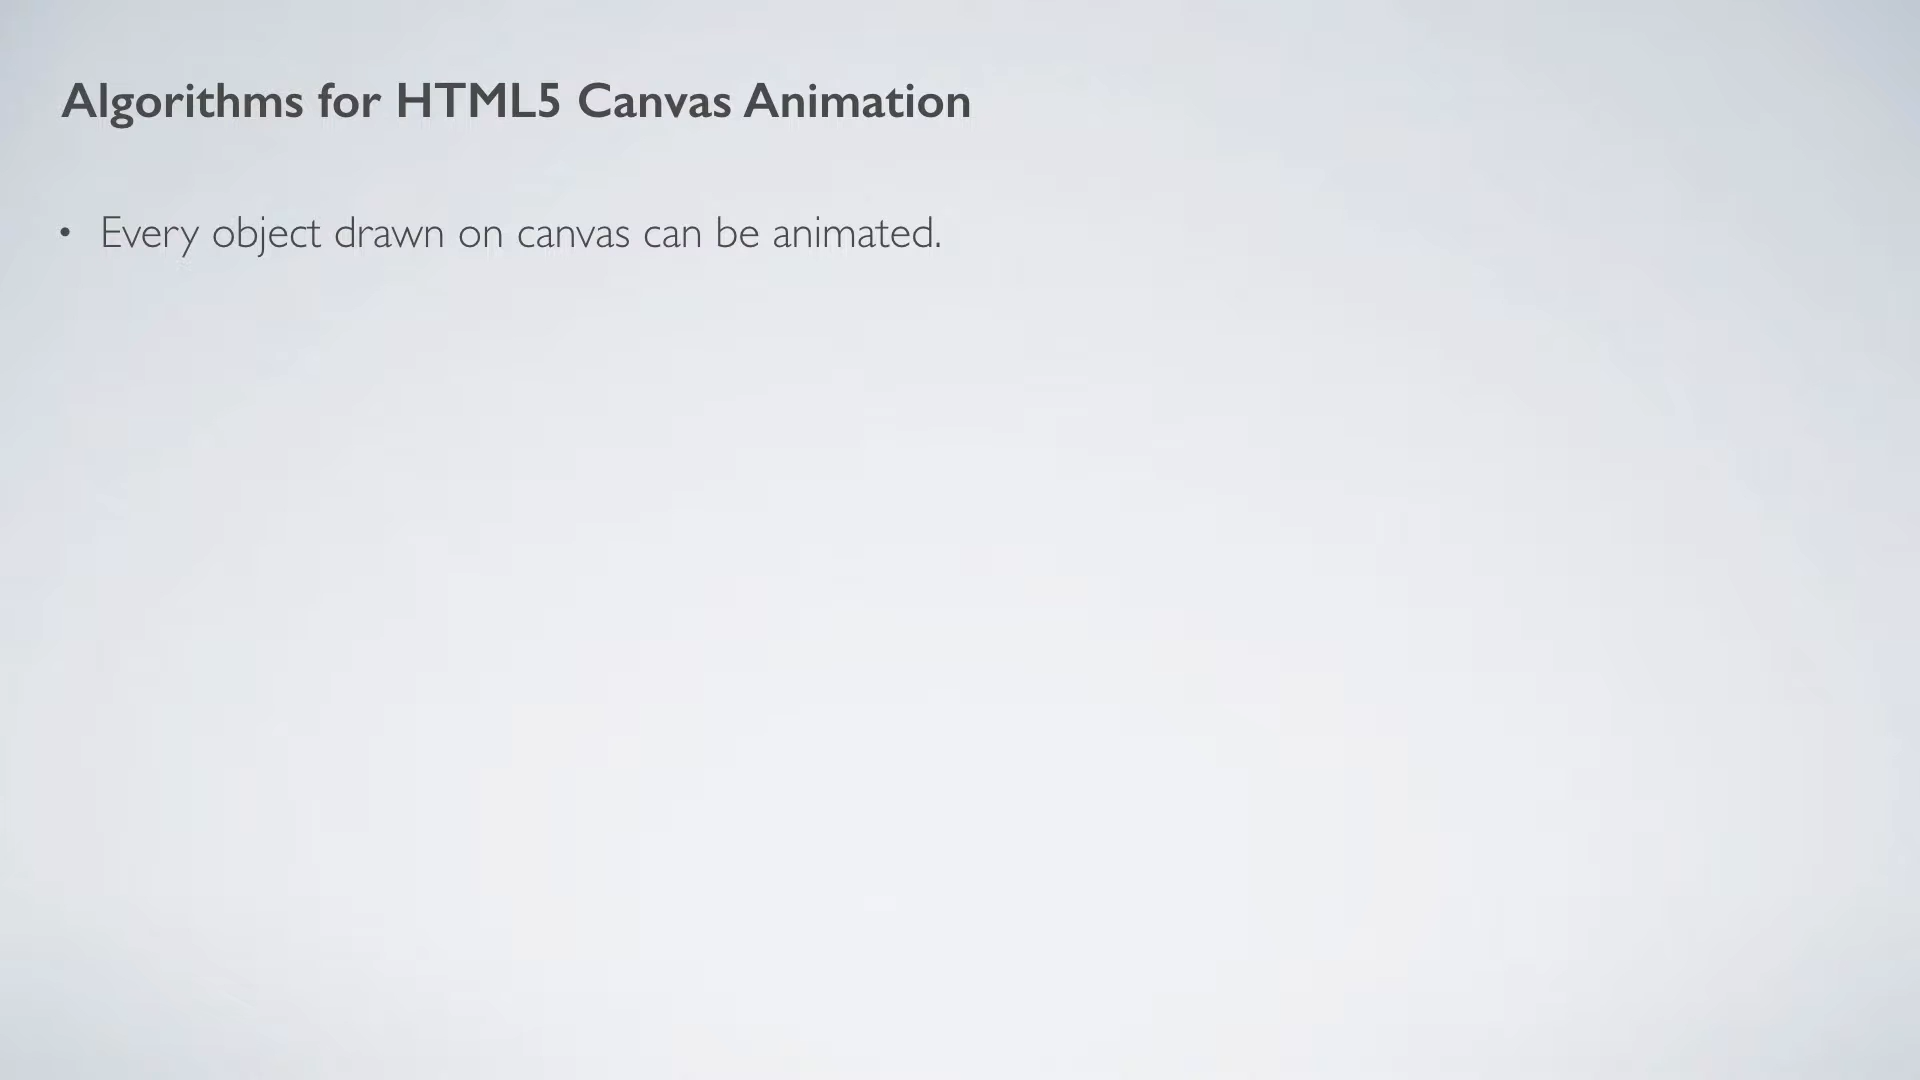 Algorithms for HTML5 Canvas Animation
• Every object drawn on canvas can be animated.